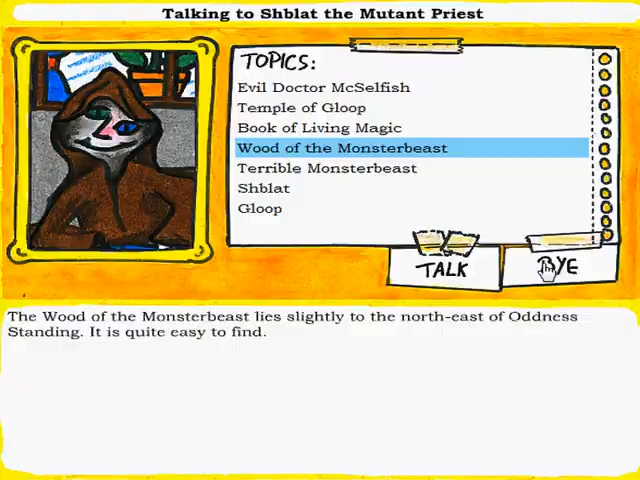 Talking to Shblat the Mutant Priest
TOPICS:
Evil Doctor McSelfish
Temple of Gloop
Book of Living Magic
Wood of the Monsterbeast
Terrible Monsterbeast
Shblat
Gloop
TALK
BYE
The Wood of the Monsterbeast lies slightly to the north-east of Oddness
Standing. It is quite easy to find.